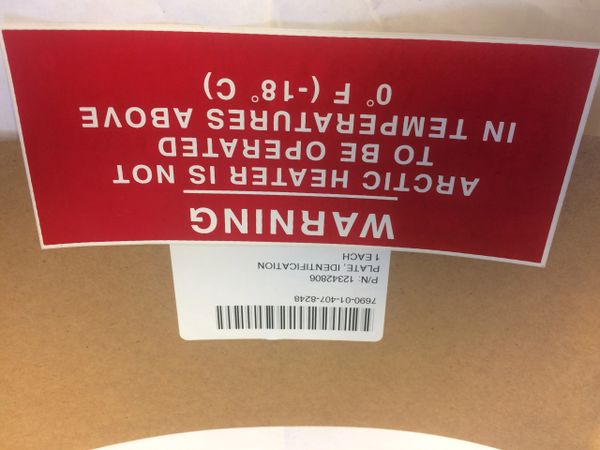 WARNING
ARCTIC HEATER IS NOT
TO BE OPERATED
IN TEMPERATURES ABOVE
0° F (-18° C)
7690-01-407-8248
P/N: 12342806
PLATE, IDENTIFICATION
1 EACH